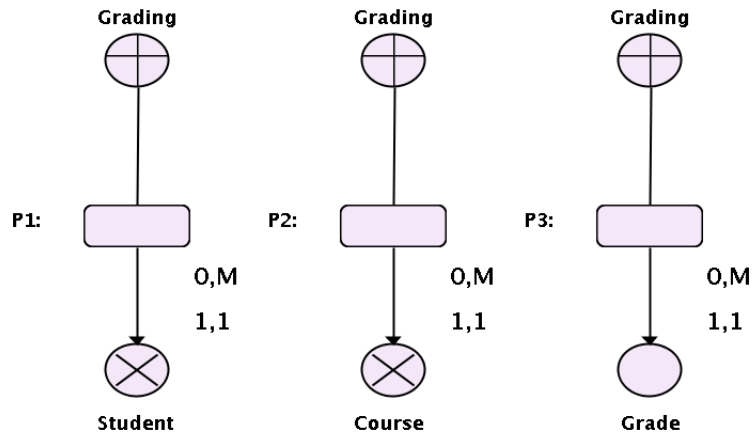 Grading
Grading
Grading
P1:
P2:
P3:
0,M
0,M
0,M
1,1
1,1
1,1
Student
Course
Grade